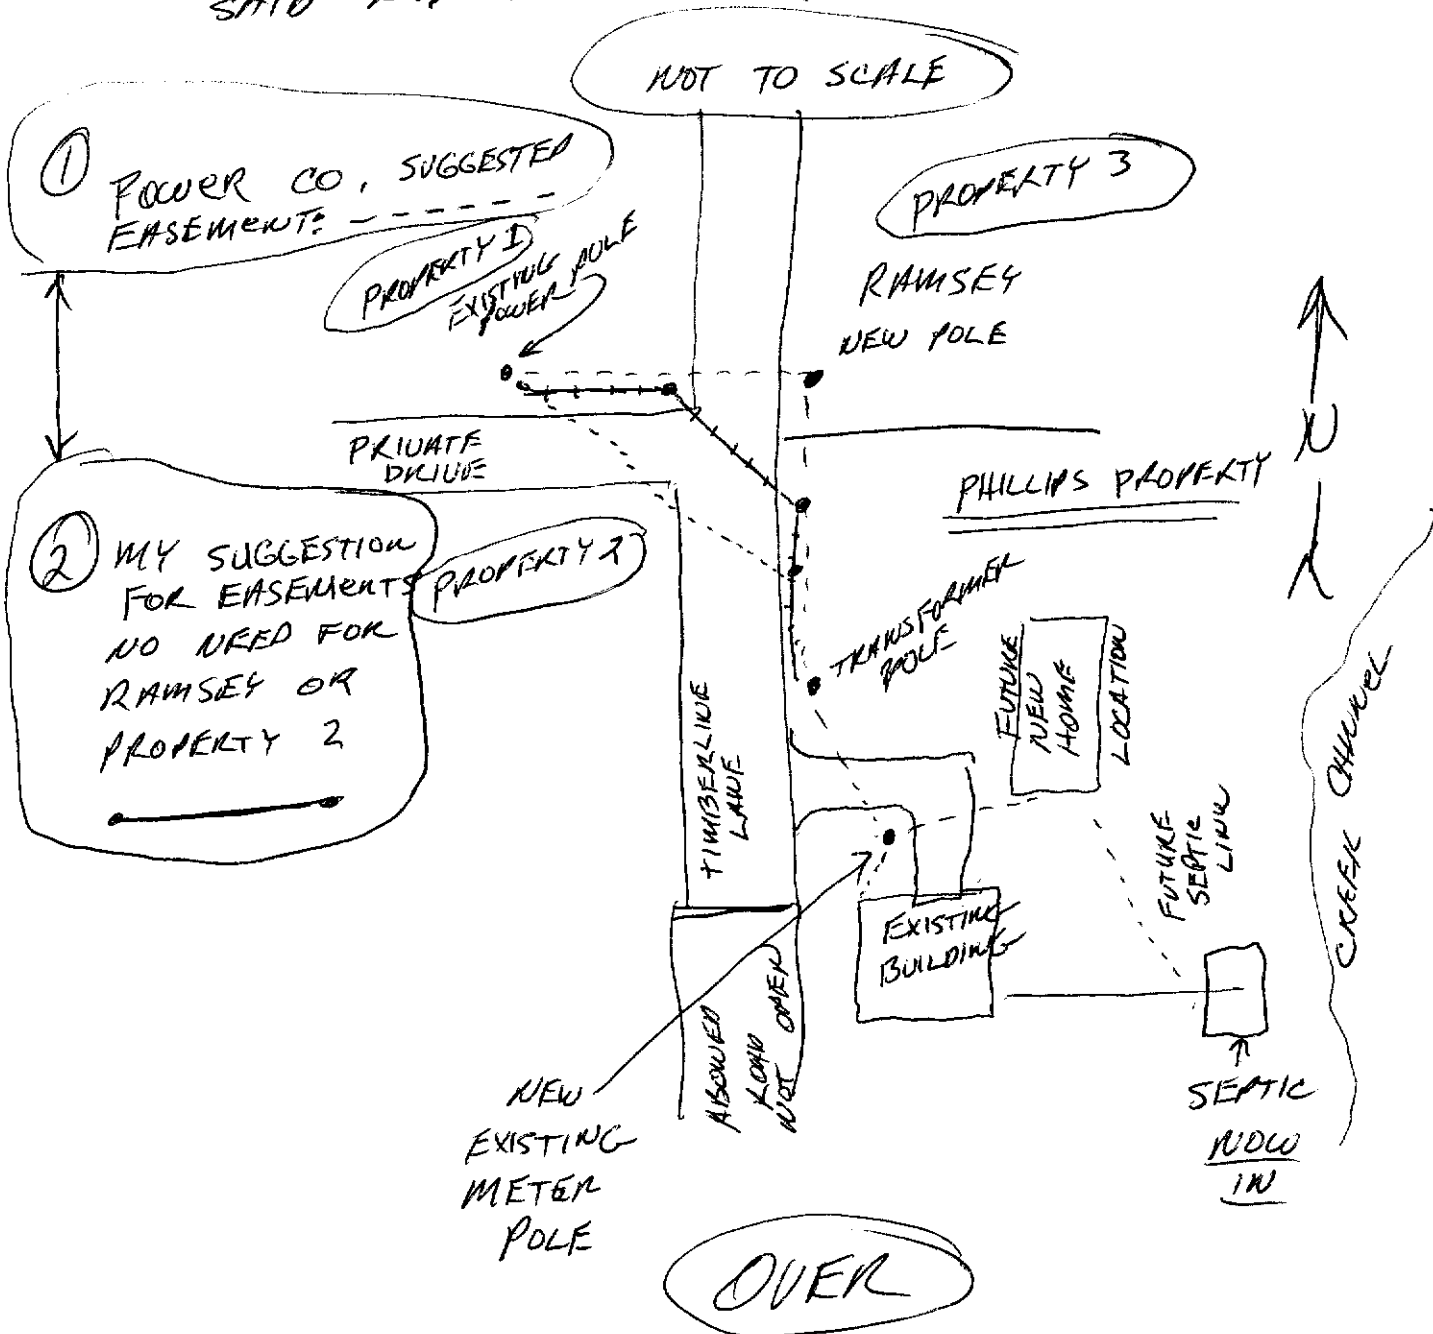 SAID
NOT TO SCALE
① POWER CO. SUGGESTED
EASEMENT:
PROPERTY 1
EXISTING
POWER POLE
PROPERTY 3
RAMSEY
NEW POLE
N
PRIVATE
DRIVE
PHILLIPS PROPERTY
② MY SUGGESTION
FOR EASEMENTS
NO NEED FOR
RAMSEY OR
PROPERTY 2
PROPERTY 2
TRANSFORMER
POLE
FUTURE
NEW
HOME
LOCATION
TIMBERLINE
LANE
FUTURE
SEPTIC
LINE
CREEK CHANNEL
EXISTING
BUILDING
ROAD
NOT OPEN
NEW
EXISTING
METER
POLE
SEPTIC
NOW
IN
OVER